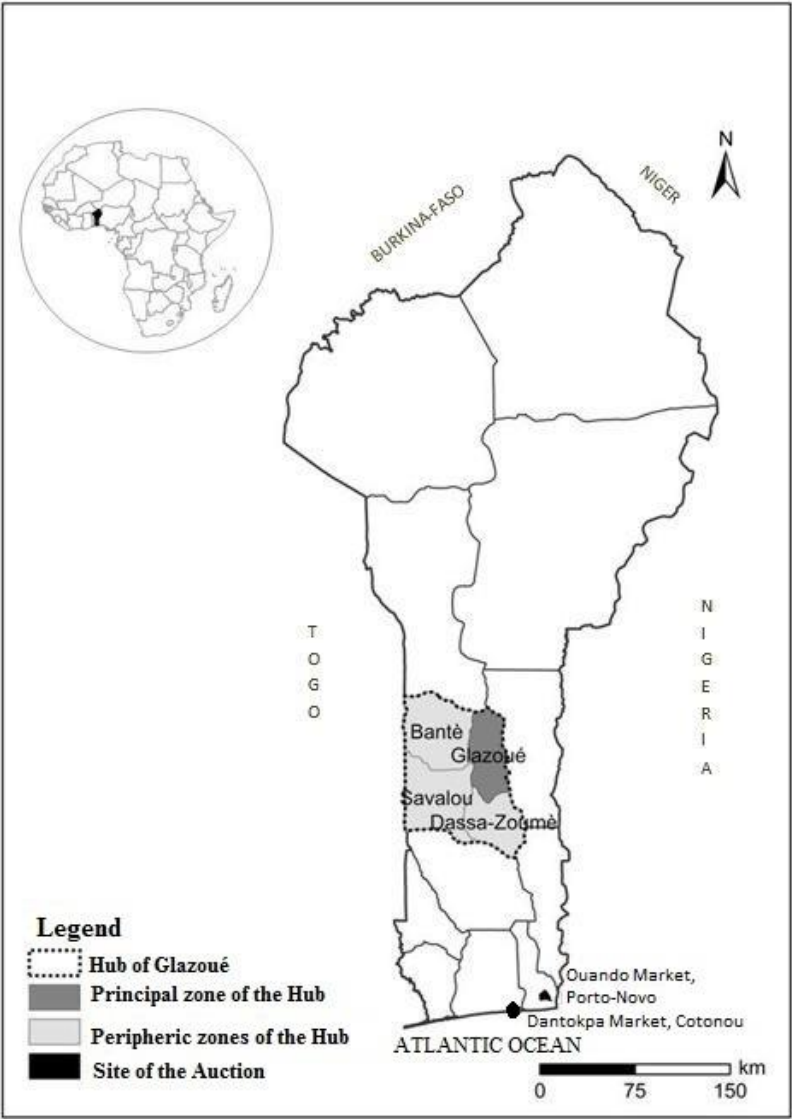 N
BURKINA-FASO
NIGER
TOGO
NIGERIA
Bantè
Glazoué
Savalou
Dassa-Zoumè
Legend
Hub of Glazoué
Principal zone of the Hub
Peripheric zones of the Hub
Site of the Auction
Ouando Market,
Porto-Novo
Dantokpa Market, Cotonou
ATLANTIC OCEAN
km
0 75 150